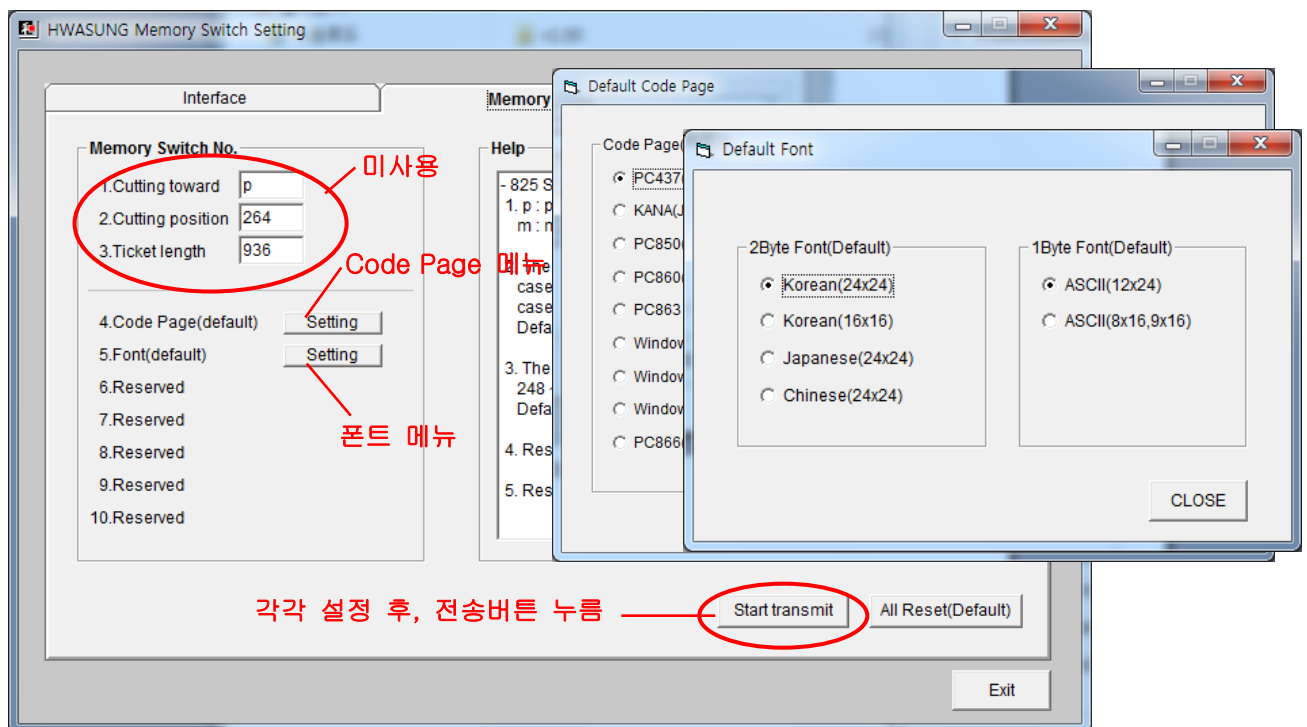 HWASUNG Memory Switch Setting
Interface
Memory
Memory Switch No.
미사용
1.Cutting toward p
2.Cutting position 264
3.Ticket length 936
Code Page 메뉴
4.Code Page(default) Setting
5.Font(default) Setting
6.Reserved
7.Reserved
8.Reserved
9.Reserved
10.Reserved
폰트 메뉴
Help
- 825 S
1. p : p
m : m
The
case
case
Defa
3. The
248
Defa
4. Res
5. Res
각각 설정 후, 전송버튼 누름
Start transmit
All Reset(Default)
Exit
Default Code Page
Code Page(
PC437(
KANA(J
PC850(
PC860(
PC863
Window
Window
Window
PC866(
Default Font
2Byte Font(Default)
Korean(24x24)
Korean(16x16)
Japanese(24x24)
Chinese(24x24)
1Byte Font(Default)
ASCII(12x24)
ASCII(8x16,9x16)
CLOSE